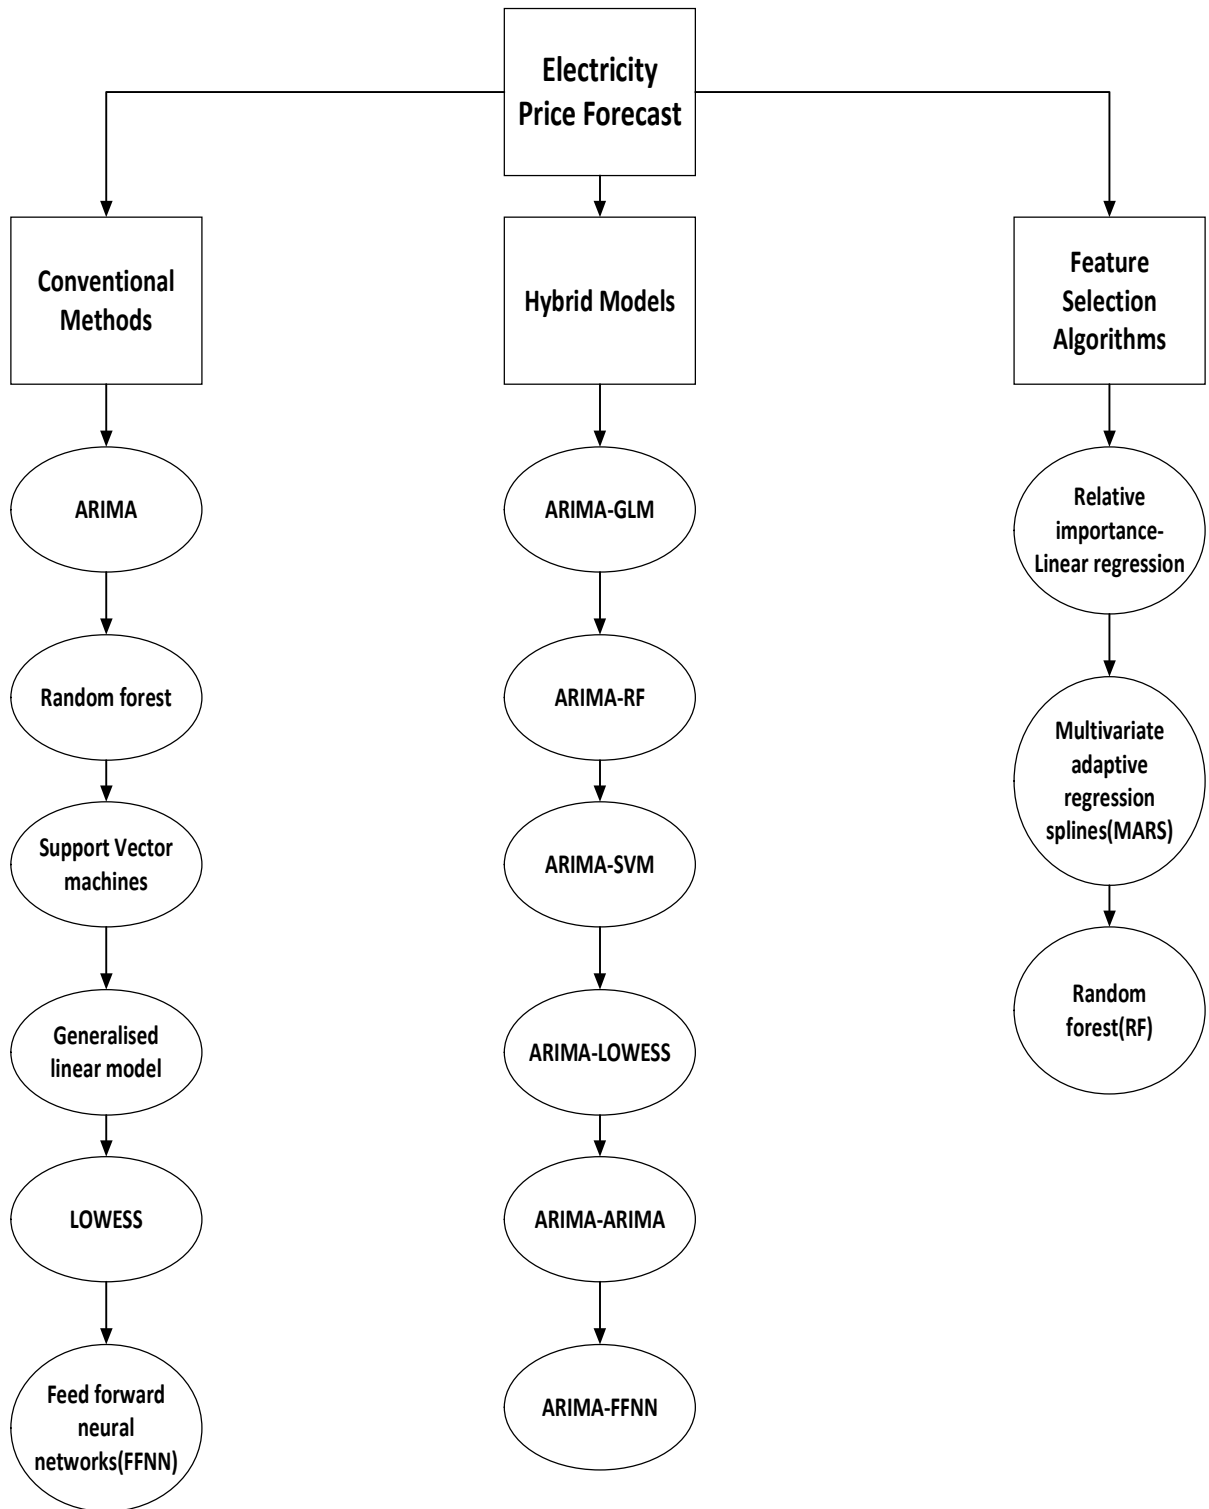 Electricity
Price Forecast
Conventional
Methods
Hybrid Models
Feature
Selection
Algorithms
ARIMA
Random forest
Support Vector
machines
Generalised
linear model
LOWESS
Feed forward
neural
networks(FFNN)
ARIMA-GLM
ARIMA-RF
ARIMA-SVM
ARIMA-LOWESS
ARIMA-ARIMA
ARIMA-FFNN
Relative
importance-
Linear regression
Multivariate
adaptive
regression
splines(MARS)
Random
forest(RF)